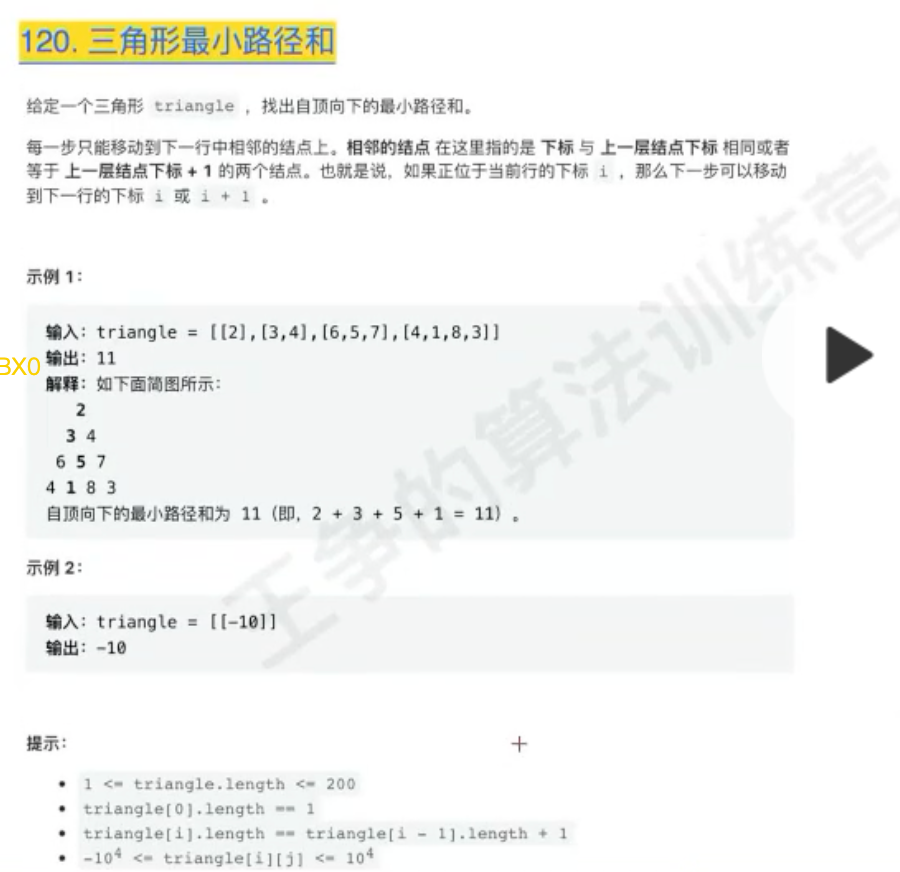 120. 三角形最小路径和
给定一个三角形 triangle ，找出自顶向下的最小路径和。
每一步只能移动到下一行中相邻的结点上。相邻的结点 在这里指的是 下标 与 上一层结点下标 相同或者
等于 上一层结点下标 + 1 的两个结点。也就是说，如果正位于当前行的下标 i ，那么下一步可以移动
到下一行的下标 i 或 i + 1 。
示例 1：
输入：triangle = [[2],[3,4],[6,5,7],[4,1,8,3]]
BX0
输出：11
解释：如下面简图所示：
2
3 4
6 5 7
4 1 8 3
自顶向下的最小路径和为 11（即，2 + 3 + 5 + 1 = 11）。
示例 2：
输入：triangle = [[-10]]
输出：-10
提示：
• 1 <= triangle.length <= 200
• triangle[0].length == 1
• triangle[i].length == triangle[i - 1].length + 1
• -10⁴ <= triangle[i][j] <= 10⁴
王争的算法训练营